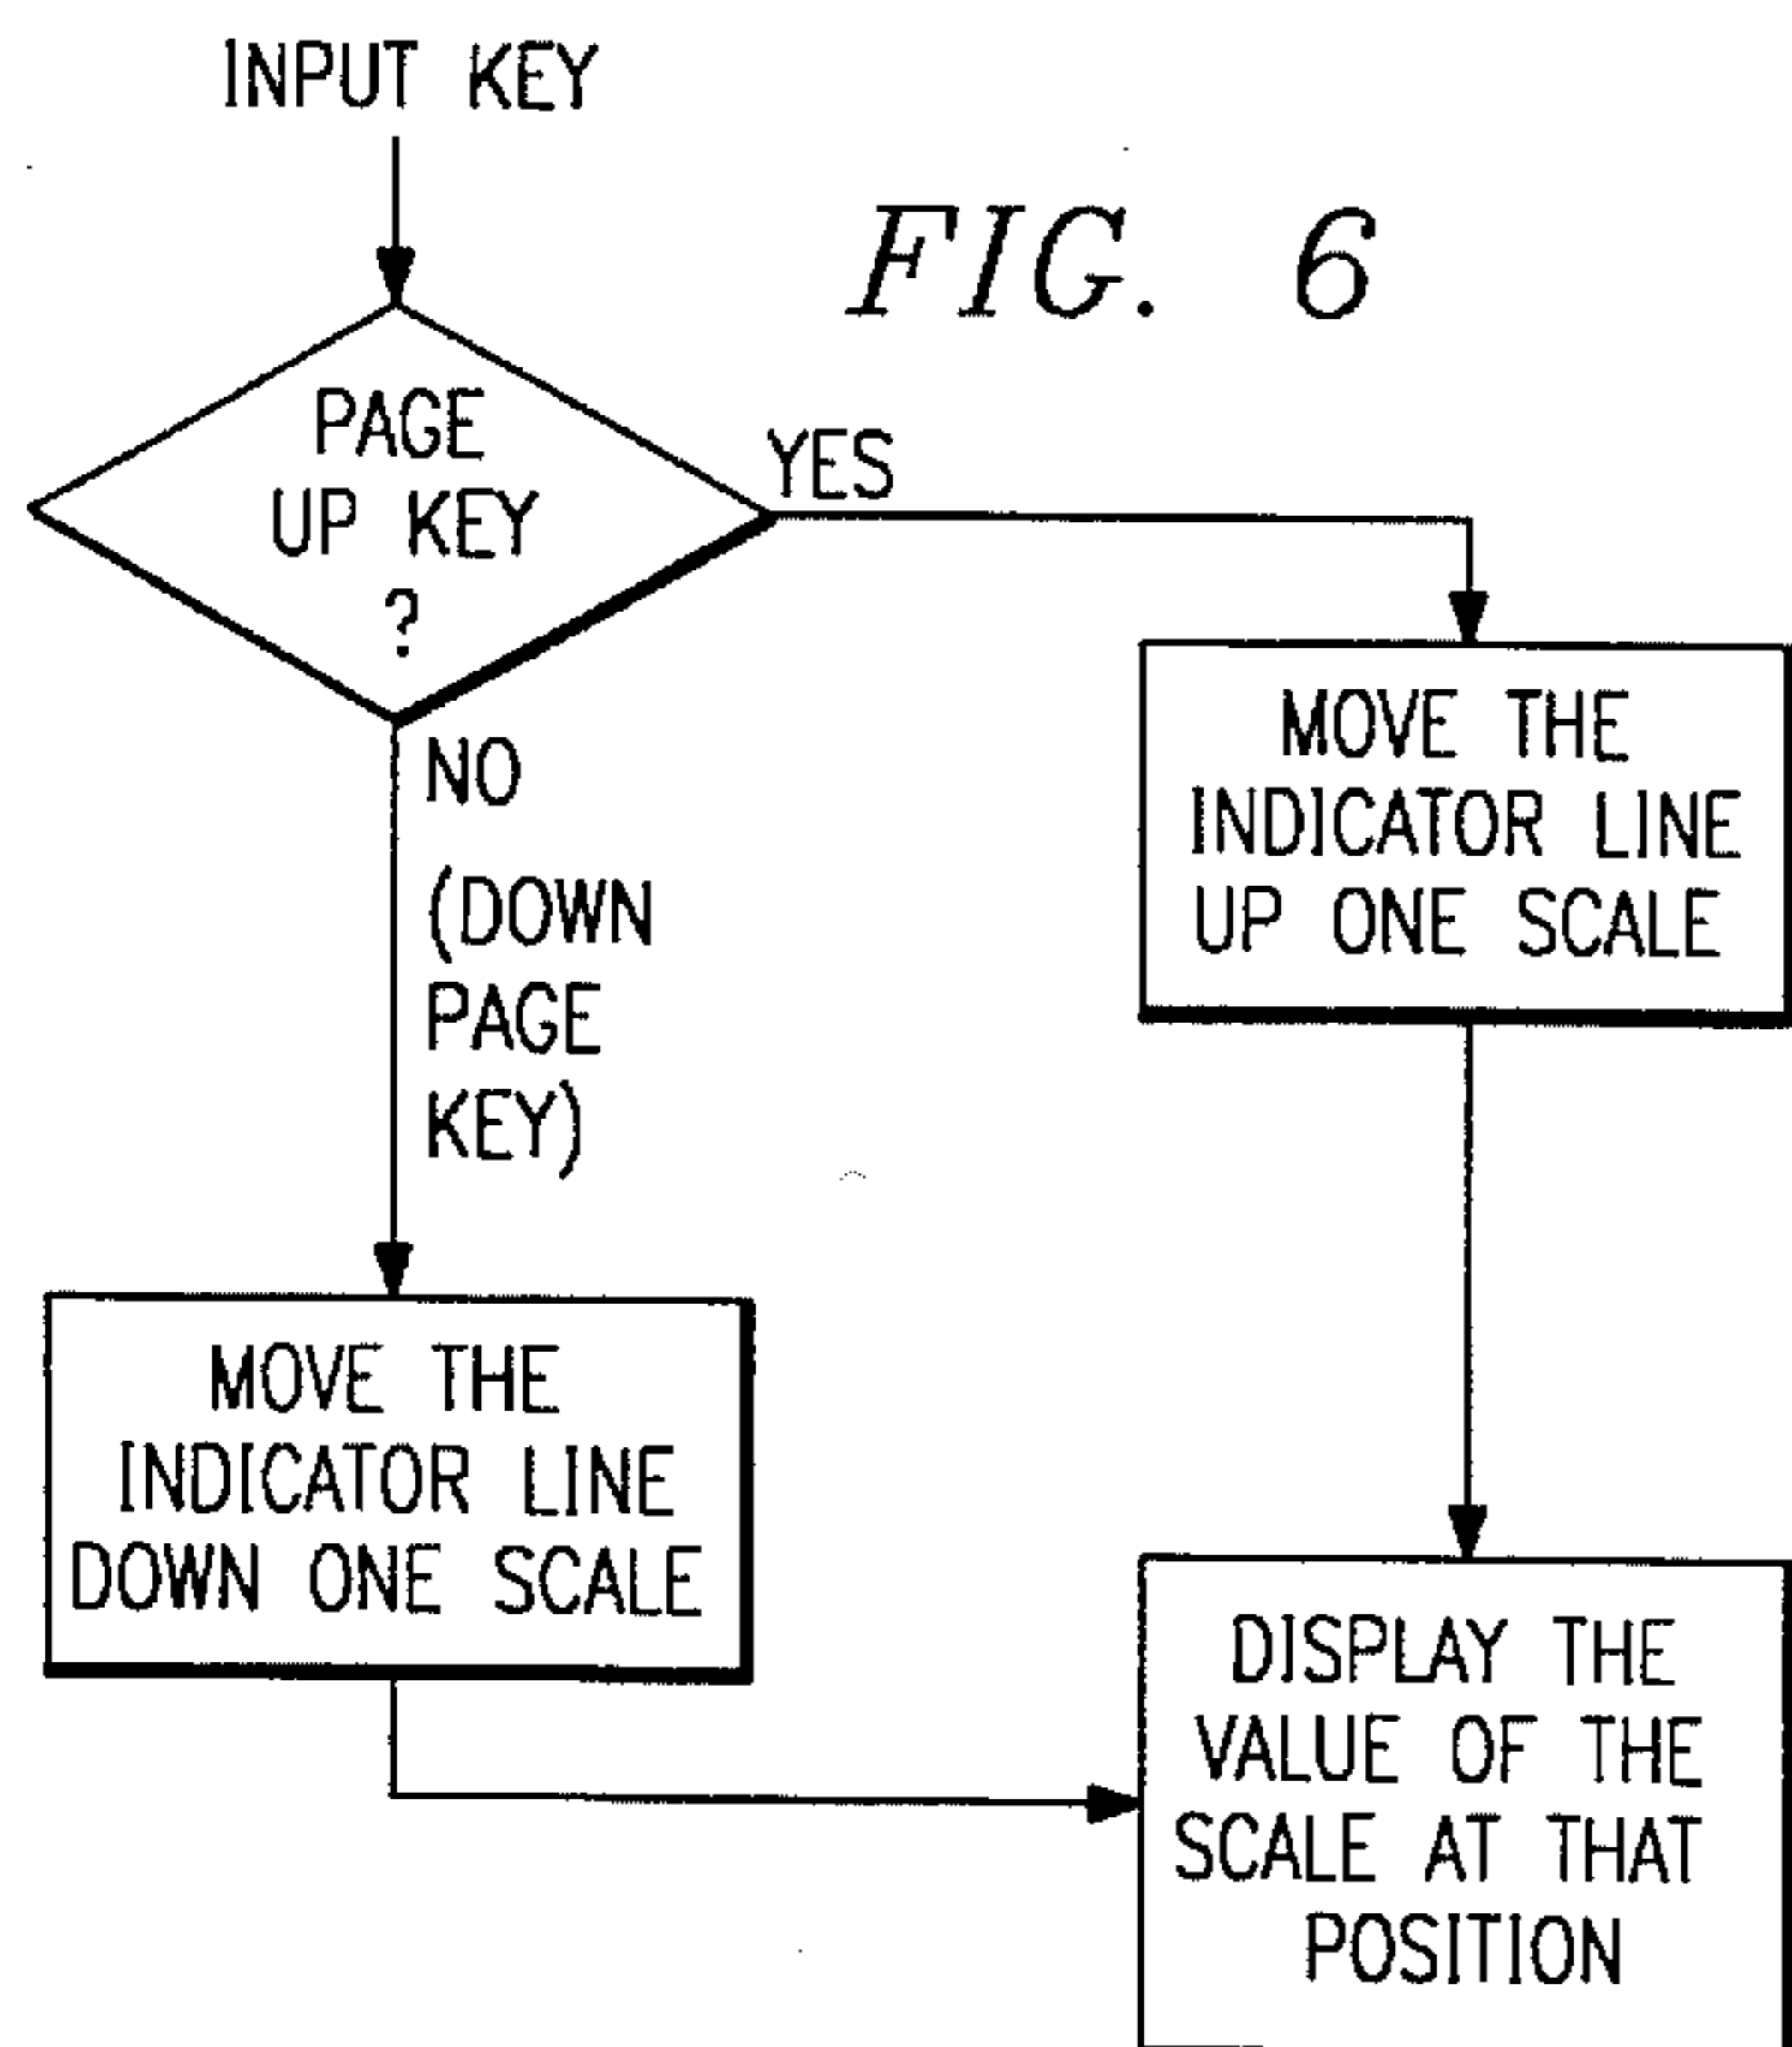 INPUT KEY
FIG. 6
PAGE
UP KEY
?
YES
NO
(DOWN
PAGE
KEY)
MOVE THE
INDICATOR LINE
UP ONE SCALE
MOVE THE
INDICATOR LINE
DOWN ONE SCALE
DISPLAY THE
VALUE OF THE
SCALE AT THAT
POSITION